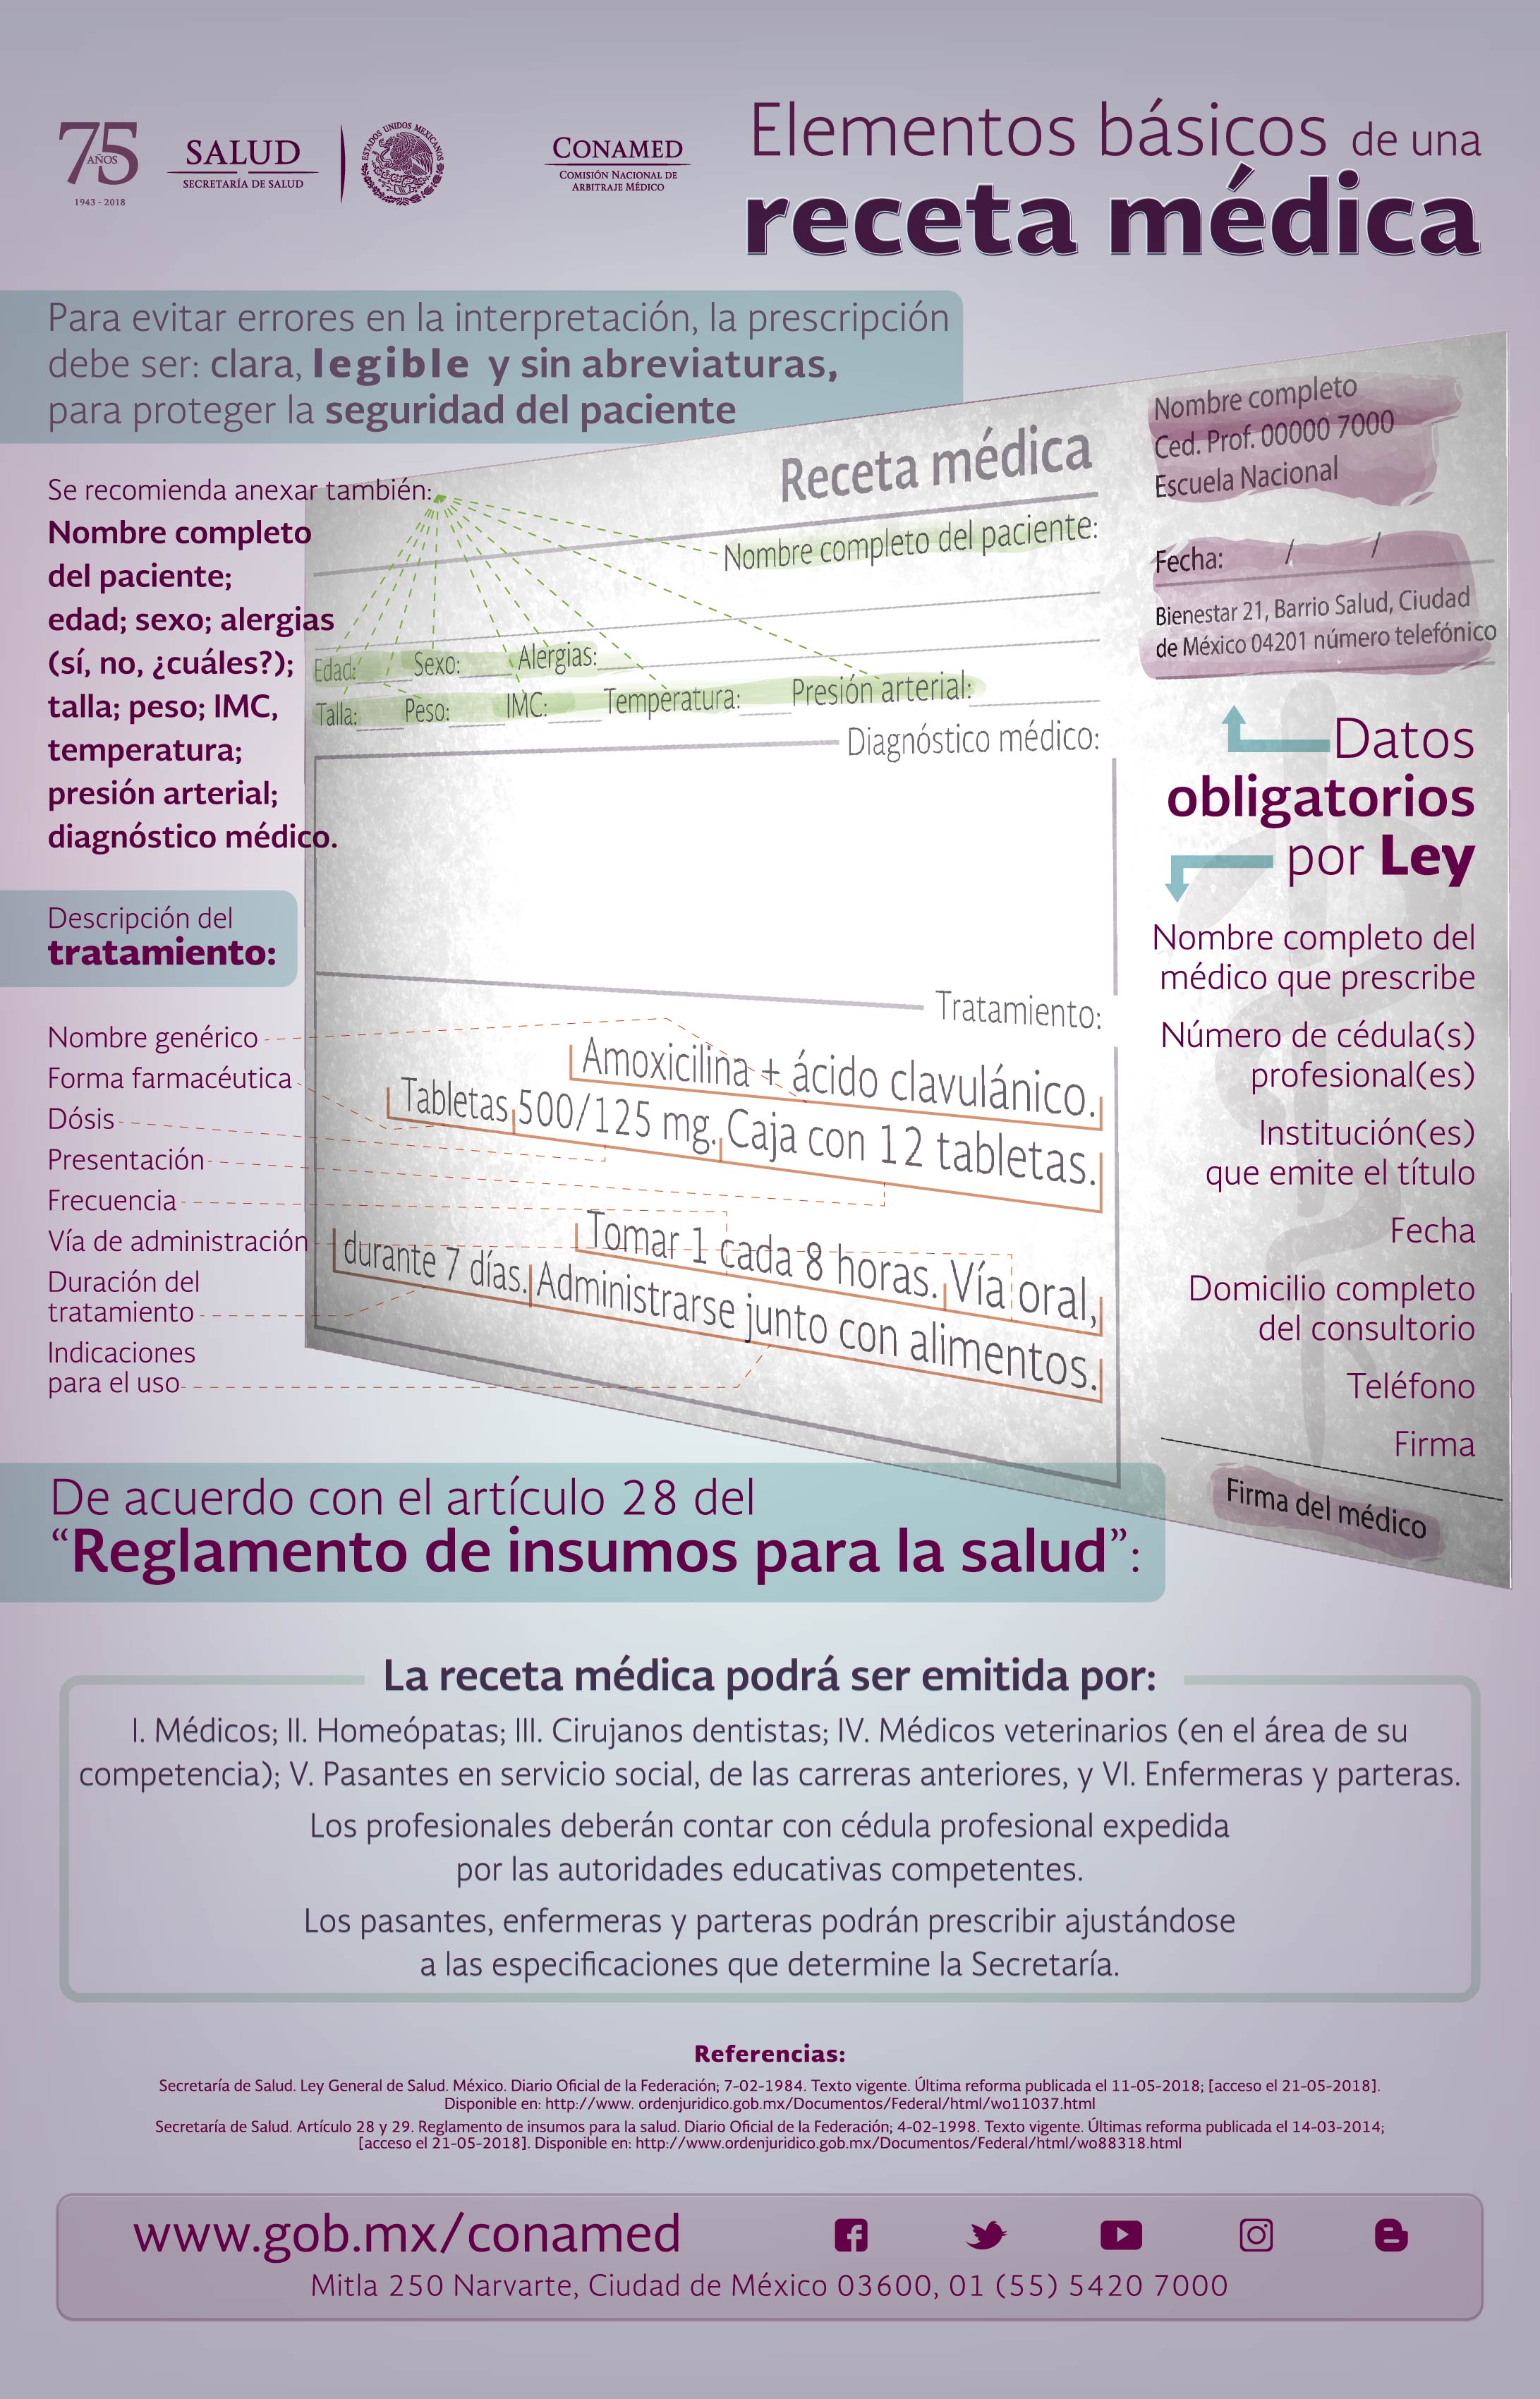 75
AÑOS
1943 - 2018
SALUD
SECRETARÍA DE SALUD
ESTADOS UNIDOS MEXICANOS
CONAMED
COMISIÓN NACIONAL DE
ARBITRAJE MÉDICO
Elementos básicos de una
receta médica
Para evitar errores en la interpretación, la prescripción
debe ser: clara, legible y sin abreviaturas,
para proteger la seguridad del paciente
Se recomienda anexar también:
Nombre completo
del paciente;
edad; sexo; alergias
(sí, no, ¿cuáles?);
talla; peso; IMC,
temperatura;
presión arterial;
diagnóstico médico.
Descripción del
tratamiento:
Nombre genérico
Forma farmacéutica
Dósis
Presentación
Frecuencia
Vía de administración
Duración del
tratamiento
Indicaciones
para el uso
Receta médica
Nombre completo del paciente:
Edad: Sexo: Alergias:
Talla: Peso: IMC: Temperatura: Presión arterial:
Diagnóstico médico:
Tratamiento:
Amoxicilina + ácido clavulánico.
Tabletas 500/125 mg. Caja con 12 tabletas.
Tomar 1 cada 8 horas. Vía oral,
durante 7 días. Administrarse junto con alimentos.
Nombre completo
Ced. Prof. 00000 7000
Escuela Nacional
Fecha: / /
Bienestar 21, Barrio Salud, Ciudad
de México 04201 número telefónico
Datos
obligatorios
por Ley
Nombre completo del
médico que prescribe
Número de cédula(s)
profesional(es)
Institución(es)
que emite el título
Fecha
Domicilio completo
del consultorio
Teléfono
Firma
Firma del médico
De acuerdo con el artículo 28 del
“Reglamento de insumos para la salud”:
La receta médica podrá ser emitida por:
I. Médicos; II. Homeópatas; III. Cirujanos dentistas; IV. Médicos veterinarios (en el área de su
competencia); V. Pasantes en servicio social, de las carreras anteriores, y VI. Enfermeras y parteras.
Los profesionales deberán contar con cédula profesional expedida
por las autoridades educativas competentes.
Los pasantes, enfermeras y parteras podrán prescribir ajustándose
a las especificaciones que determine la Secretaría.
Referencias:
Secretaría de Salud. Ley General de Salud. México. Diario Oficial de la Federación; 7-02-1984. Texto vigente. Última reforma publicada el 11-05-2018; [acceso el 21-05-2018].
Disponible en: http://www. ordenjuridico.gob.mx/Documentos/Federal/html/wo11037.html
Secretaría de Salud. Artículo 28 y 29. Reglamento de insumos para la salud. Diario Oficial de la Federación; 4-02-1998. Texto vigente. Últimas reforma publicada el 14-03-2014;
[acceso el 21-05-2018]. Disponible en: http://www.ordenjuridico.gob.mx/Documentos/Federal/html/wo88318.html
www.gob.mx/conamed
Mitla 250 Narvarte, Ciudad de México 03600, 01 (55) 5420 7000